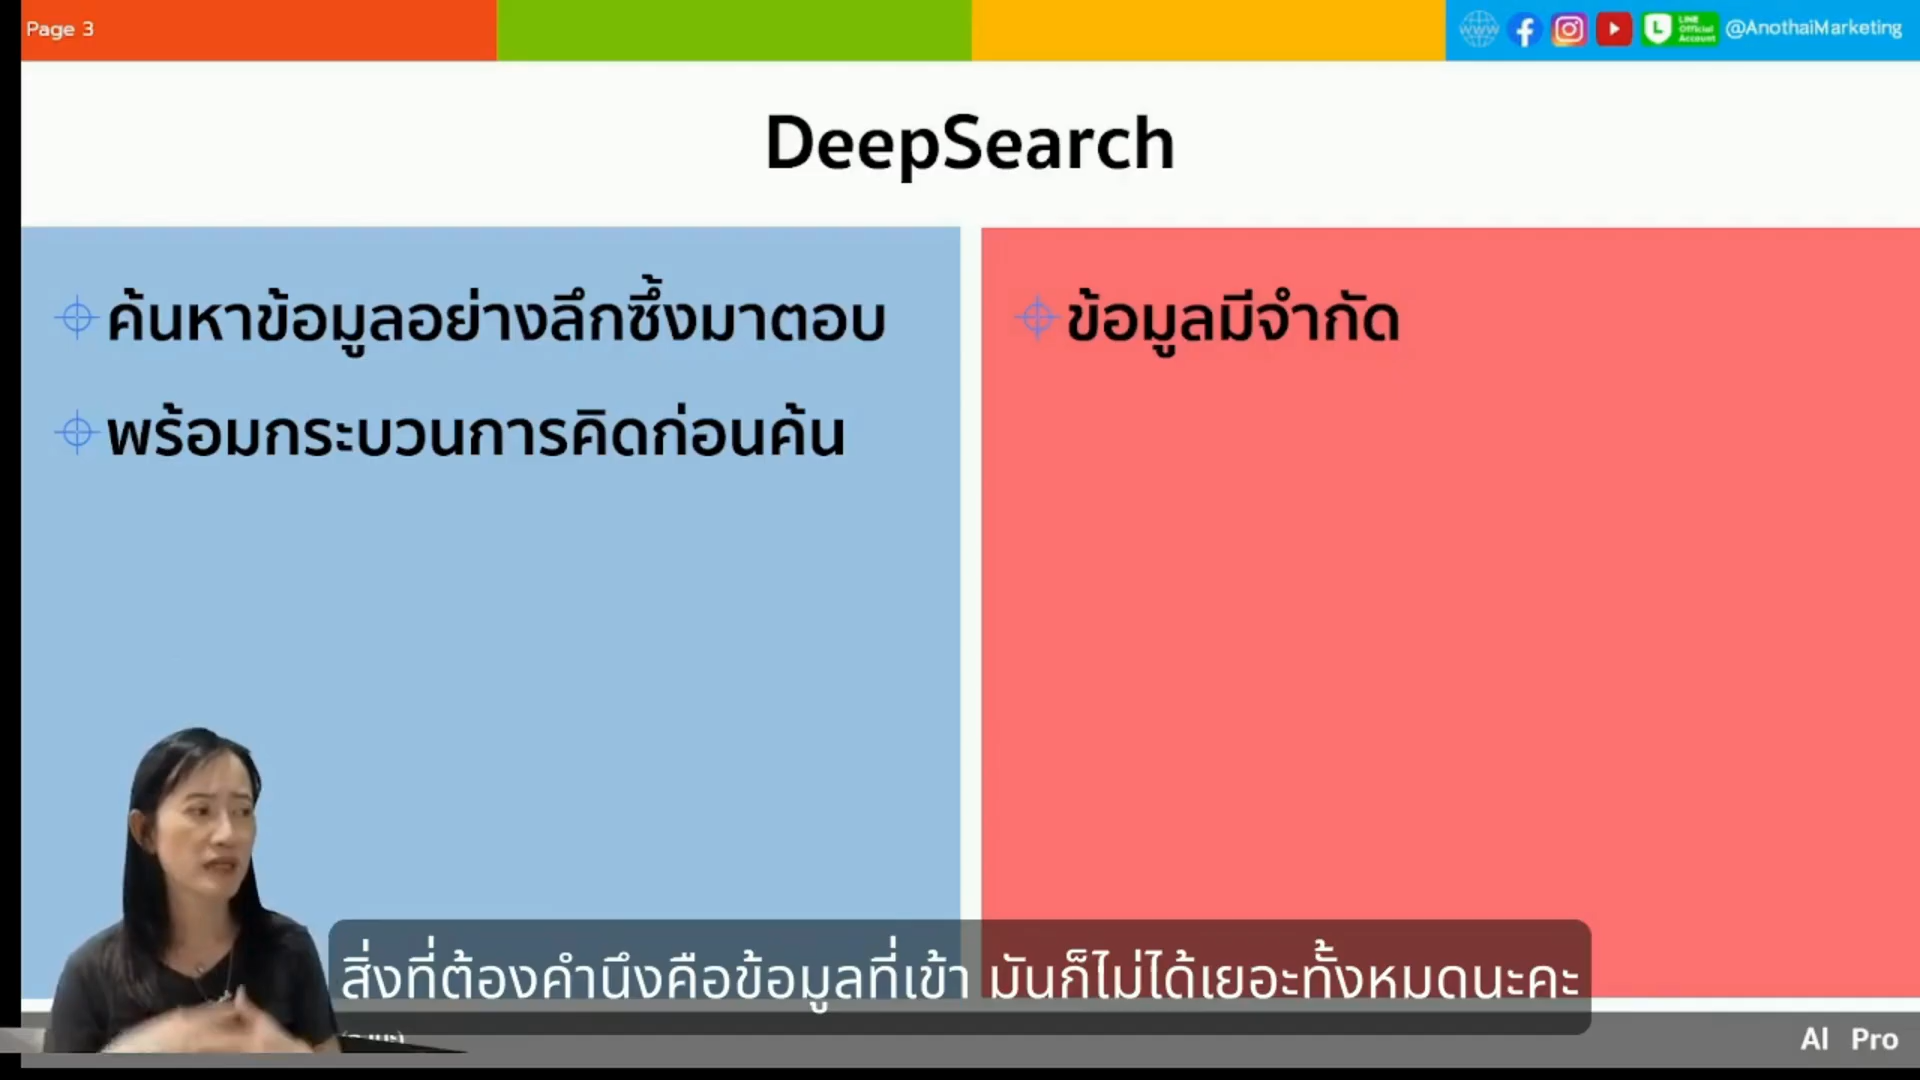 Page 3
www
LINE Official Account
@AnothaiMarketing
DeepSearch
ค้นหาข้อมูลอย่างลึกซึ้งมาตอบ
พร้อมกระบวนการคิดก่อนค้น
ข้อมูลมีจำกัด
สิ่งที่ต้องคำนึงคือข้อมูลที่เข้า มันก็ไม่ได้เยอะทั้งหมดนะคะ
AI Pro